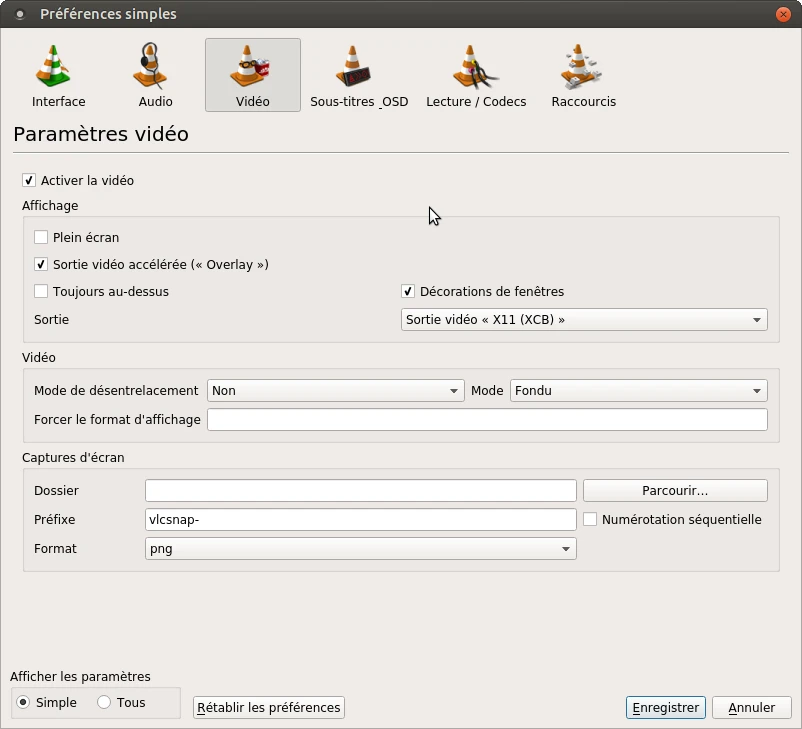 Préférences simples
Interface
Audio
Vidéo
Sous-titres _OSD
Lecture / Codecs
Raccourcis
Paramètres vidéo
Activer la vidéo
Affichage
Plein écran
Sortie vidéo accélérée (« Overlay »)
Toujours au-dessus
Décorations de fenêtres
Sortie
Sortie vidéo « X11 (XCB) »
Vidéo
Mode de désentrelacement
Non
Mode
Fondu
Forcer le format d'affichage
Captures d'écran
Dossier
Parcourir...
Préfixe
vlcsnap-
Numérotation séquentielle
Format
png
Afficher les paramètres
Simple
Tous
Rétablir les préférences
Enregistrer
Annuler